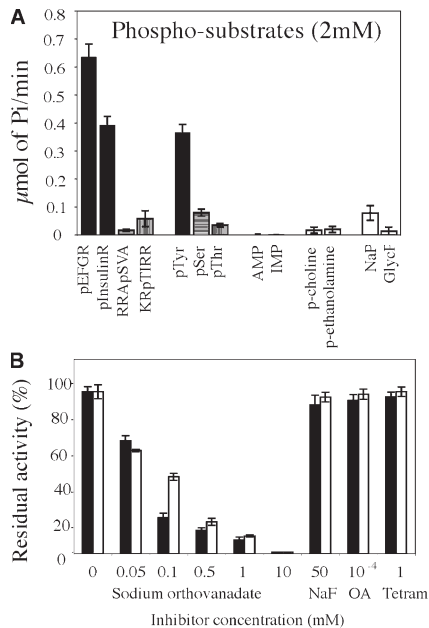 A
Phospho-substrates (2mM)
µmol of Pi/min
0.8
0.7
0.6
0.5
0.4
0.3
0.2
0.1
0
pEFGR
pInsulinR
RRApSVA
KRpTIRR
pTyr
pSer
pThr
AMP
IMP
p-choline
p-ethanolamine
NaP
GlycP
B
Residual activity (%)
100
80
60
40
20
0
0 0.05 0.1 0.5 1 10 50 10-4 1
Sodium orthovanadate NaF OA Tetram
Inhibitor concentration (mM)